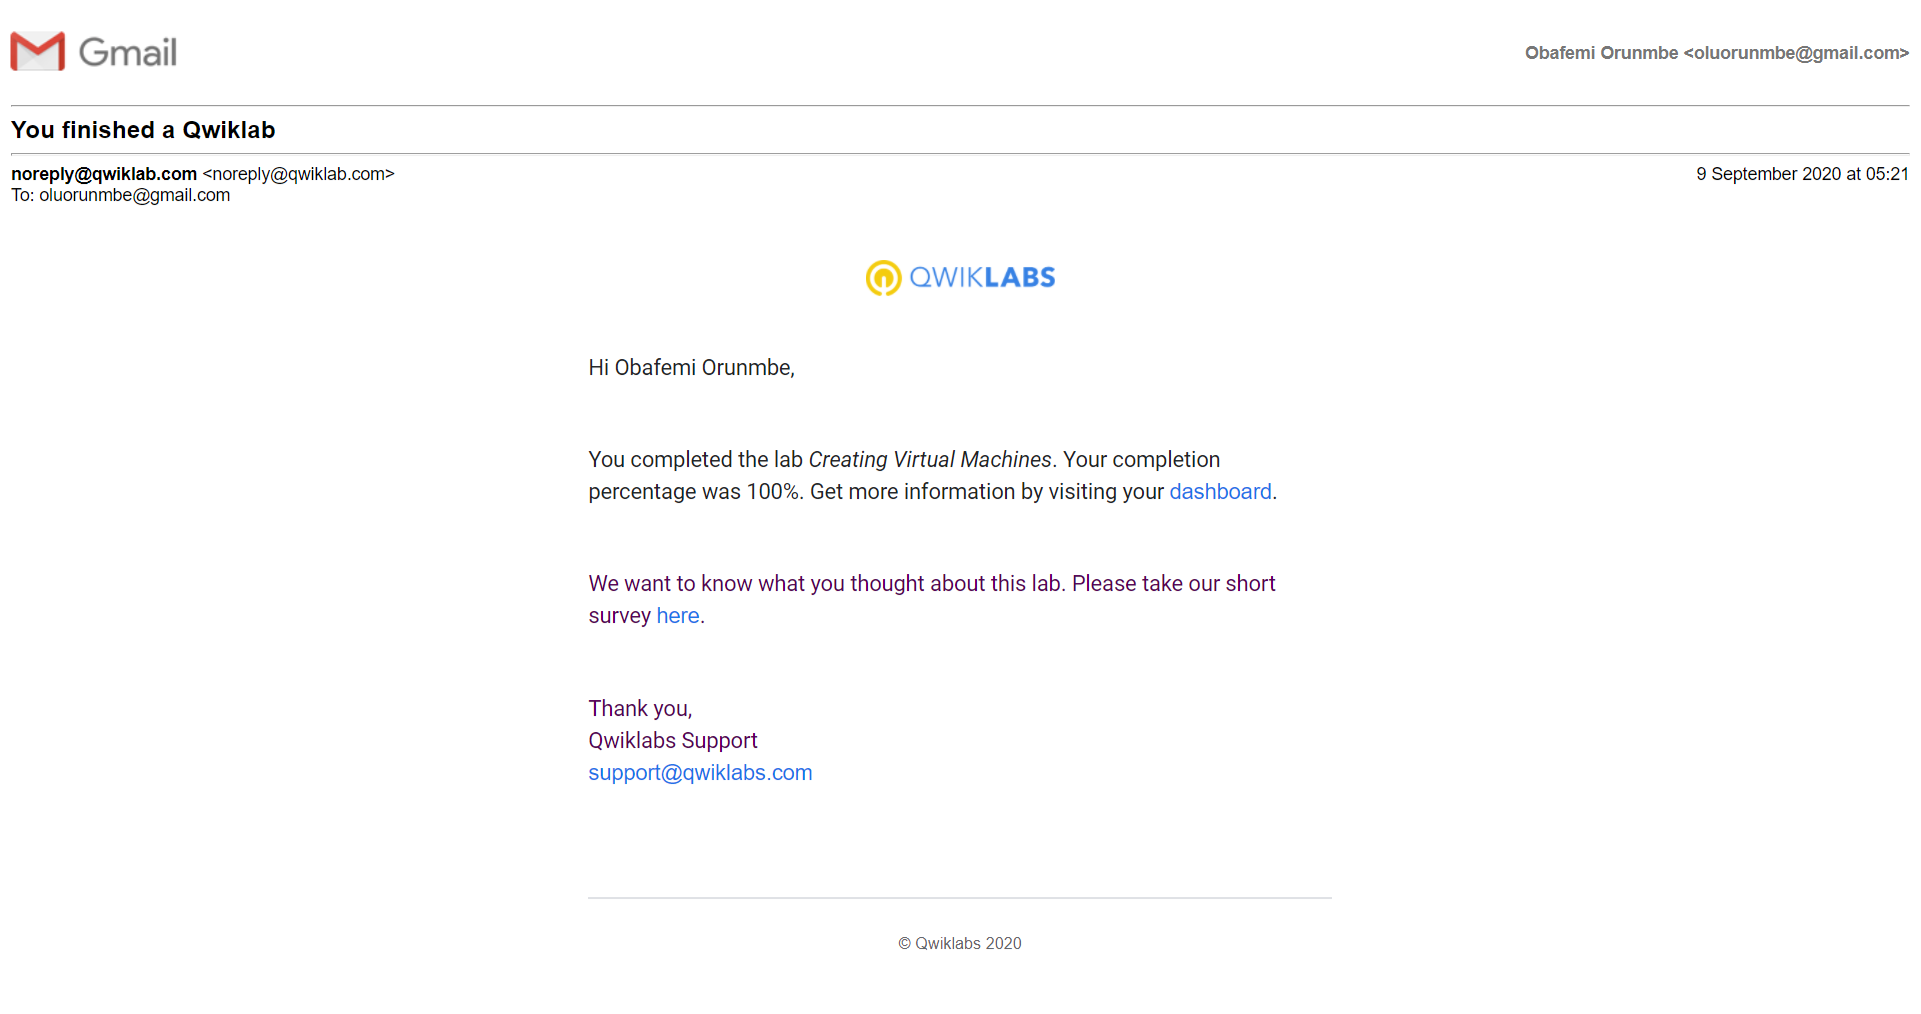 Gmail
Obafemi Orunmbe <oluorunmbe@gmail.com>
You finished a Qwiklab
noreply@qwiklab.com <noreply@qwiklab.com>
9 September 2020 at 05:21
To: oluorunmbe@gmail.com
QWIKLABS
Hi Obafemi Orunmbe,
You completed the lab Creating Virtual Machines. Your completion
percentage was 100%. Get more information by visiting your dashboard.
We want to know what you thought about this lab. Please take our short
survey here.
Thank you,
Qwiklabs Support
support@qwiklabs.com
© Qwiklabs 2020